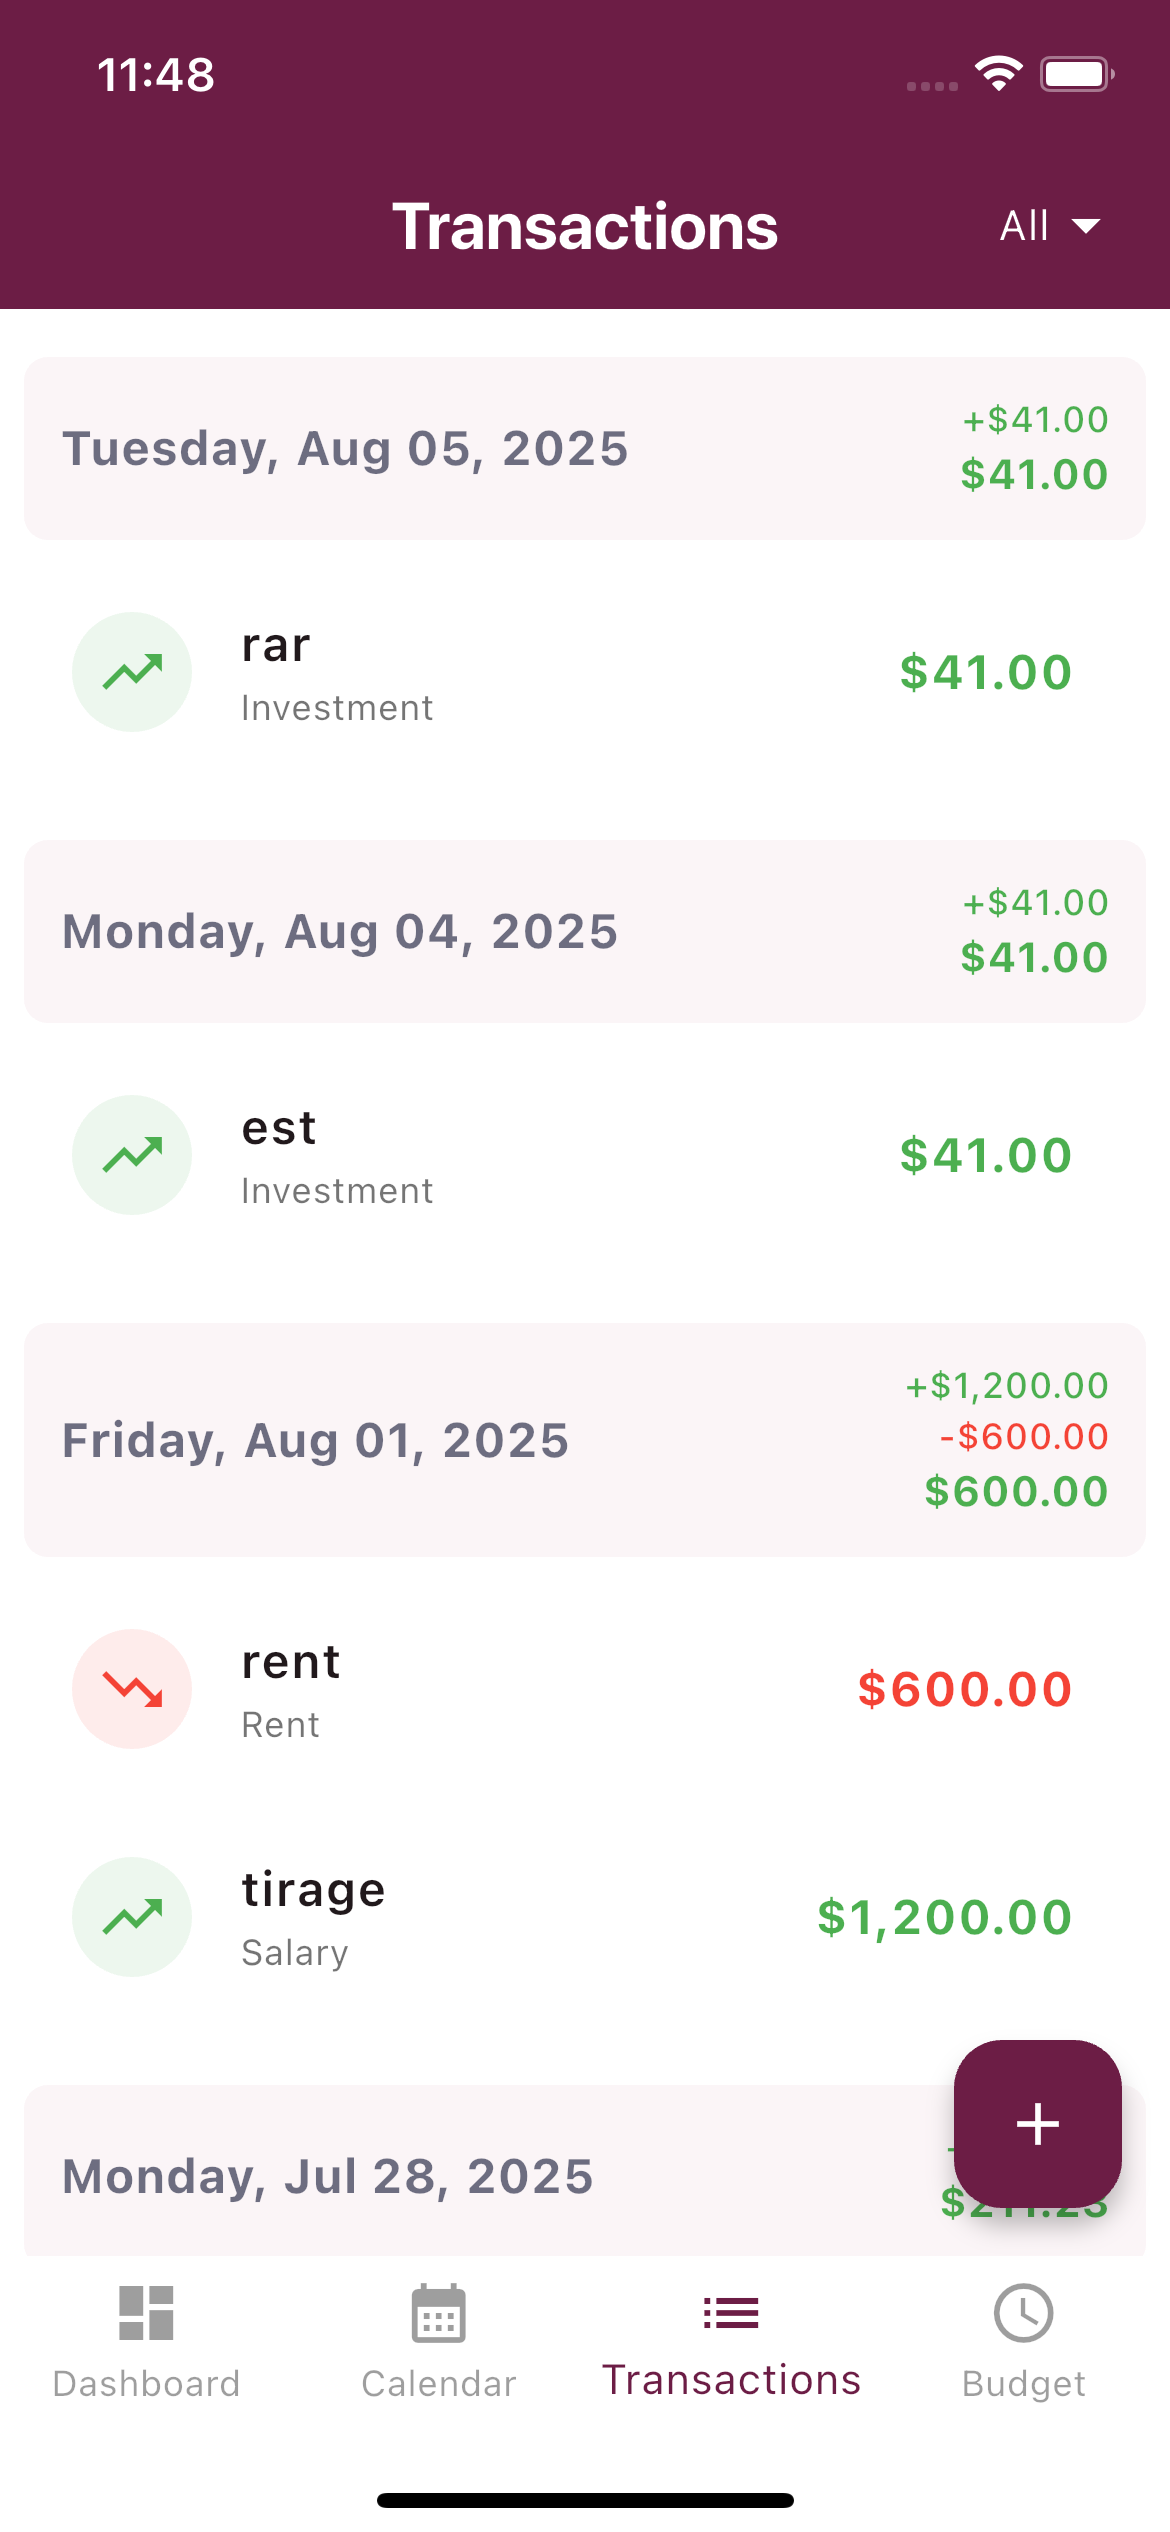 11:48
Transactions
All
Tuesday, Aug 05, 2025
+$41.00
$41.00
rar
Investment
$41.00
Monday, Aug 04, 2025
+$41.00
$41.00
est
Investment
$41.00
Friday, Aug 01, 2025
+$1,200.00
-$600.00
$600.00
rent
Rent
$600.00
tirage
Salary
$1,200.00
Monday, Jul 28, 2025
Dashboard
Calendar
Transactions
Budget